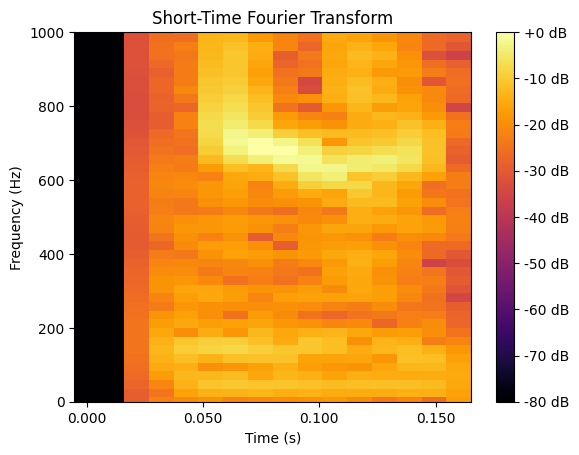 Short-Time Fourier Transform
1000
800
600
400
200
0
Frequency (Hz)
0.000
0.050
0.100
0.150
Time (s)
+0 dB
-10 dB
-20 dB
-30 dB
-40 dB
-50 dB
-60 dB
-70 dB
-80 dB